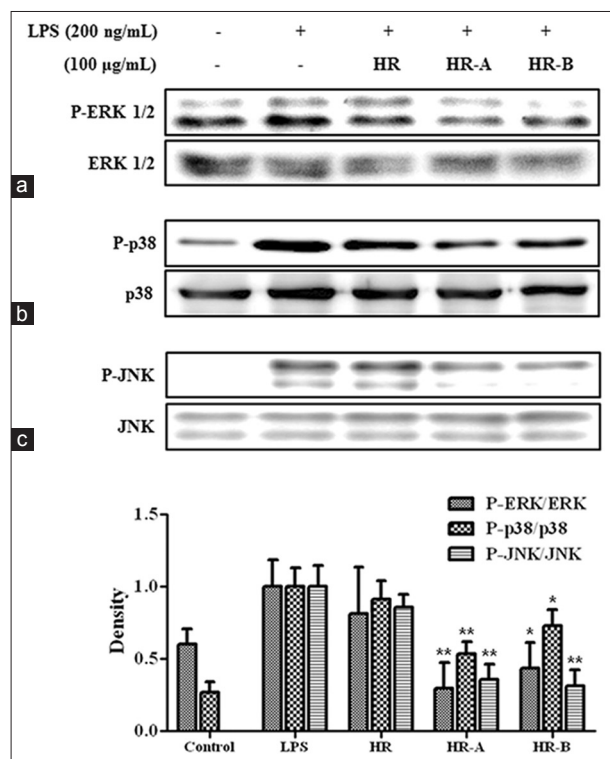 LPS (200 ng/mL) - + + + +
(100 µg/mL) - - HR HR-A HR-B
P-ERK 1/2
ERK 1/2
a
P-p38
p38
b
P-JNK
JNK
c
P-ERK/ERK
P-p38/p38
P-JNK/JNK
1.5
1.0
0.5
0.0
Density
** ** **
* * **
Control LPS HR HR-A HR-B